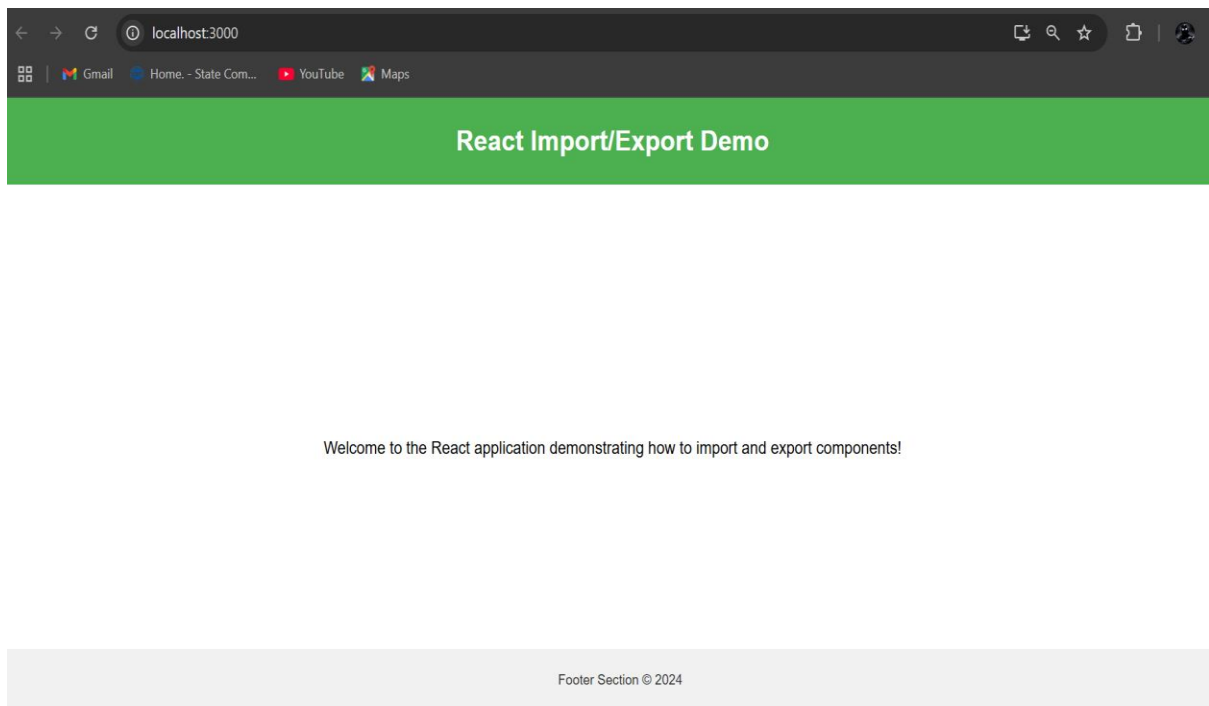 localhost:3000
Gmail Home. - State Com... YouTube Maps
React Import/Export Demo
Welcome to the React application demonstrating how to import and export components!
Footer Section © 2024